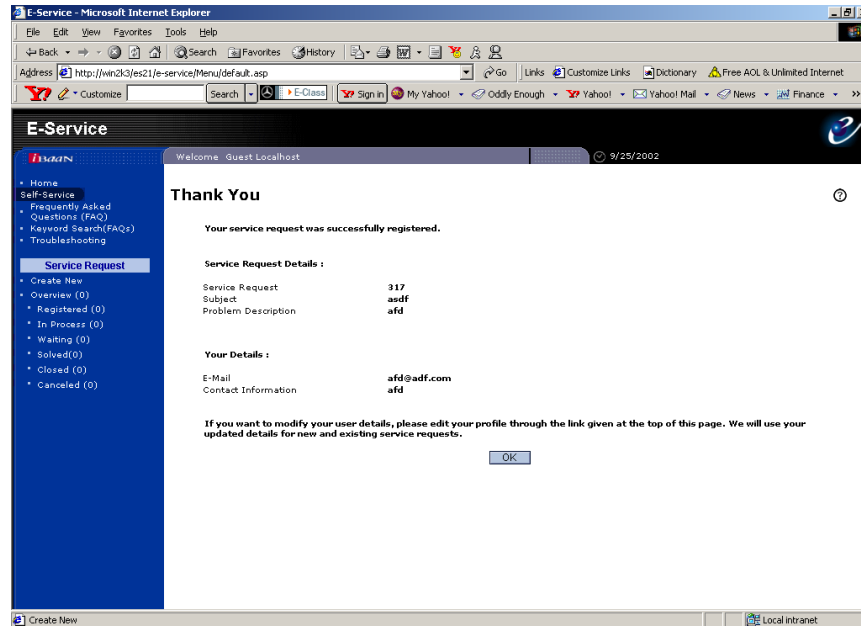 E-Service - Microsoft Internet Explorer
File Edit View Favorites Tools Help
Back Search Favorites History
Address http://win2k3/es21/e-service/Menu/default.asp Go Links Customize Links Dictionary Free AOL & Unlimited Internet
Y? Customize Search E-Class Sign in My Yahoo! Oddly Enough Yahoo! Yahoo! Mail News Finance »
E-Service
iBaan Welcome Guest Localhost 9/25/2002
Home
Self-Service
Frequently Asked
Questions (FAQ)
Keyword Search(FAQs)
Troubleshooting
Service Request
Create New
Overview (0)
Registered (0)
In Process (0)
Waiting (0)
Solved(0)
Closed (0)
Canceled (0)
Thank You
Your service request was successfully registered.
Service Request Details :
Service Request 317
Subject asdf
Problem Description afd
Your Details :
E-Mail afd@adf.com
Contact Information afd
If you want to modify your user details, please edit your profile through the link given at the top of this page. We will use your
updated details for new and existing service requests.
OK
Create New Local intranet